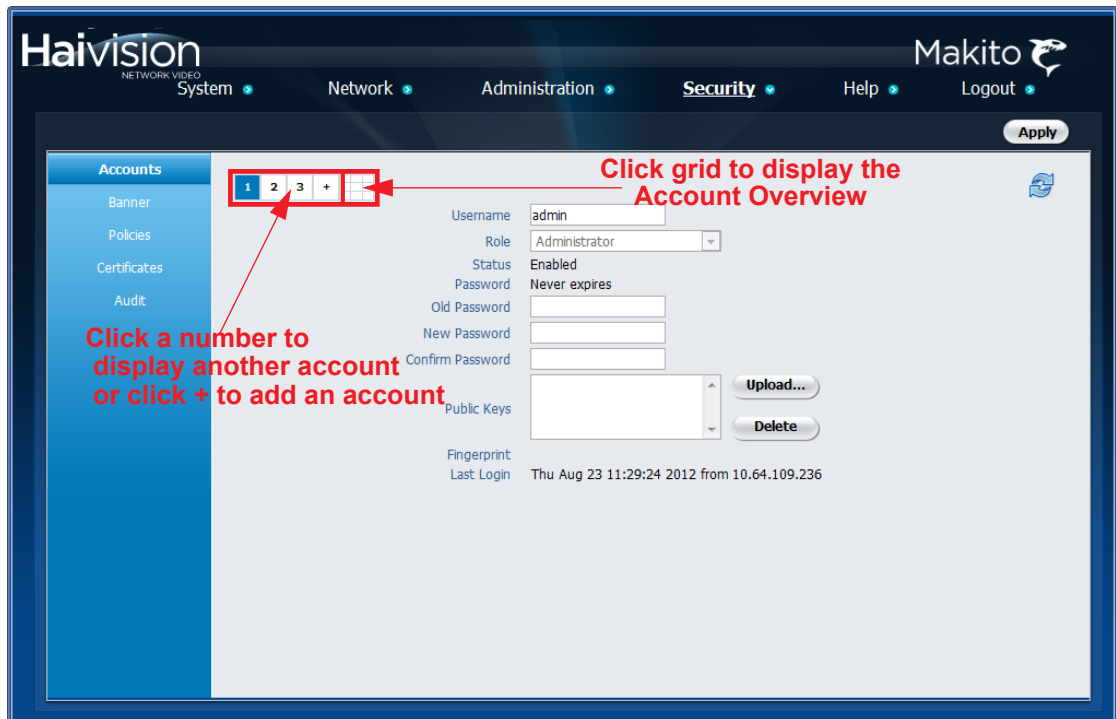 Haivision
NETWORK VIDEO
Makito
System Network Administration Security Help Logout
Apply
Accounts
Banner
Policies
Certificates
Audit
1 2 3 +
Click grid to display the
Account Overview
Username admin
Role Administrator
Status Enabled
Password Never expires
Old Password
New Password
Confirm Password
Click a number to
display another account
or click + to add an account
Public Keys
Upload...
Delete
Fingerprint
Last Login Thu Aug 23 11:29:24 2012 from 10.64.109.236